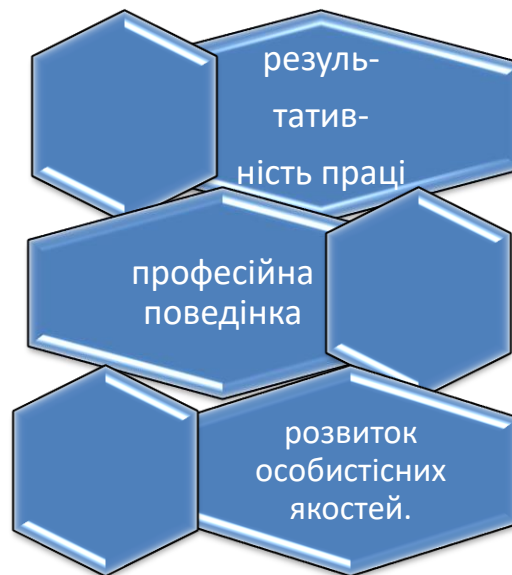 резуль-
татив-
ність праці
професійна
поведінка
розвиток
особистісних
якостей.